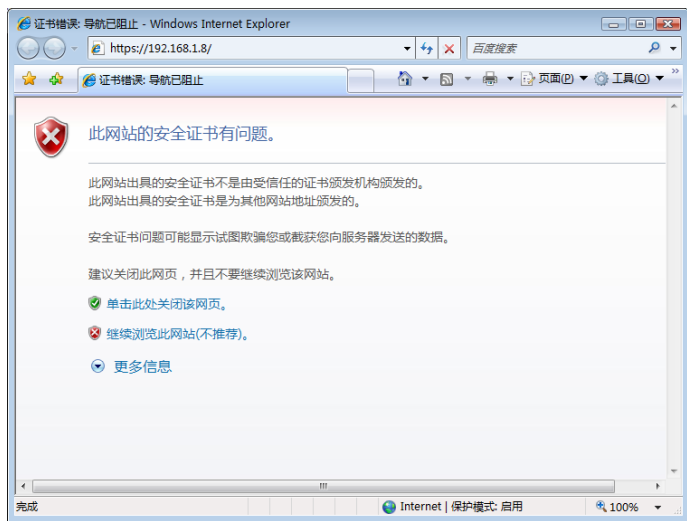 证书错误: 导航已阻止 - Windows Internet Explorer
https://192.168.1.8/
百度搜索
证书错误: 导航已阻止
页面(P)
工具(O)
此网站的安全证书有问题。
此网站出具的安全证书不是由受信任的证书颁发机构颁发的。
此网站出具的安全证书是为其他网站地址颁发的。
安全证书问题可能显示试图欺骗您或截获您向服务器发送的数据。
建议关闭此网页，并且不要继续浏览该网站。
单击此处关闭该网页。
继续浏览此网站(不推荐)。
更多信息
完成
Internet | 保护模式: 启用
100%